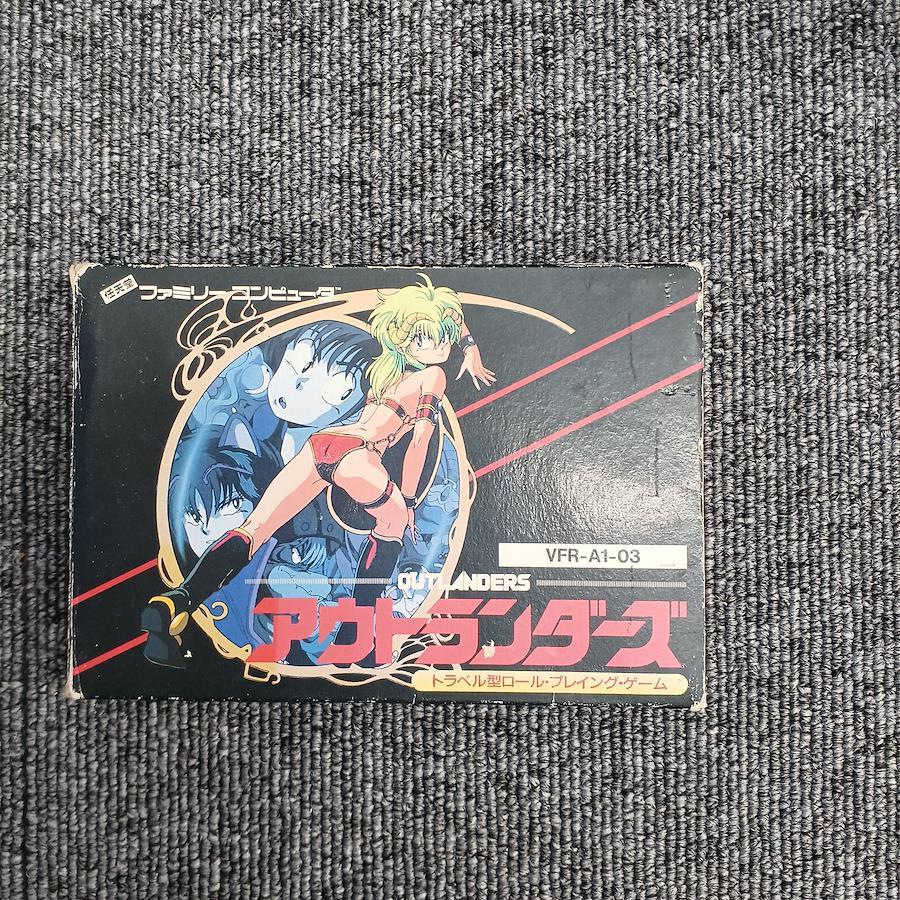 任天堂
ファミリーコンピュータ™
VFR-A1-03
OUTLANDERS
アウトランダーズ
トラベル型ロール・プレイング・ゲーム